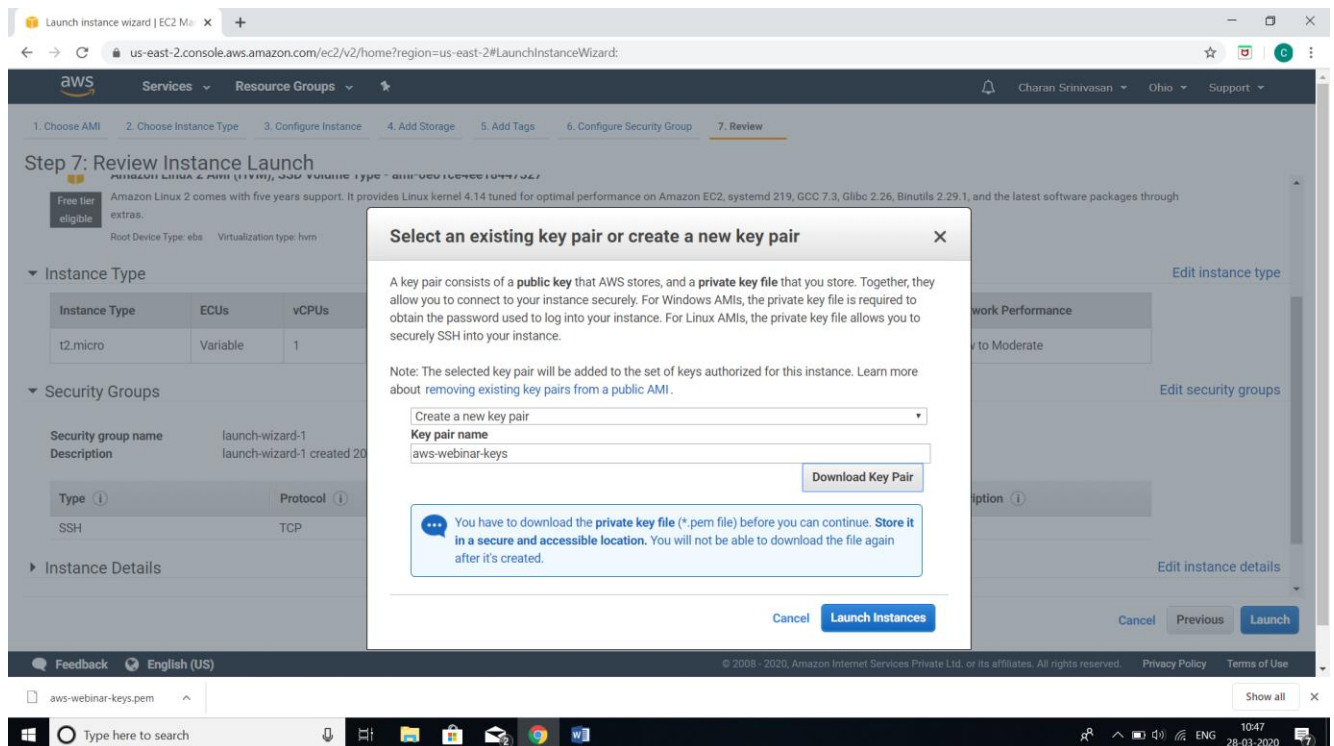 Launch instance wizard | EC2 Ma
us-east-2.console.aws.amazon.com/ec2/v2/home?region=us-east-2#LaunchInstanceWizard:
C
aws Services Resource Groups Charan Srinivasan Ohio Support
1. Choose AMI 2. Choose Instance Type 3. Configure Instance 4. Add Storage 5. Add Tags 6. Configure Security Group 7. Review
Step 7: Review Instance Launch
Amazon Linux 2 AMI (HVM), SSD Volume Type
Free tier eligible
Amazon Linux 2 comes with five years support. It provides Linux kernel 4.14 tuned for optimal performance on Amazon EC2, systemd 219, GCC 7.3, Glibc 2.26, Binutils 2.29.1, and the latest software packages through
extras.
Root Device Type: ebs Virtualization type: hvm
Select an existing key pair or create a new key pair
A key pair consists of a public key that AWS stores, and a private key file that you store. Together, they
allow you to connect to your instance securely. For Windows AMIs, the private key file is required to
obtain the password used to log into your instance. For Linux AMIs, the private key file allows you to
securely SSH into your instance.
Note: The selected key pair will be added to the set of keys authorized for this instance. Learn more
about removing existing key pairs from a public AMI.
Create a new key pair
Key pair name
aws-webinar-keys
Download Key Pair
You have to download the private key file (*.pem file) before you can continue. Store it
in a secure and accessible location. You will not be able to download the file again
after it's created.
Cancel Launch Instances
Instance Type Edit instance type
Instance Type ECUs vCPUs work Performance
t2.micro Variable 1 to Moderate
Security Groups Edit security groups
Security group name launch-wizard-1
Description launch-wizard-1 created 20
Type Protocol iption
SSH TCP
Instance Details Edit instance details
Cancel Previous Launch
Feedback English (US) © 2008 - 2020, Amazon Internet Services Private Ltd. or its affiliates. All rights reserved. Privacy Policy Terms of Use
aws-webinar-keys.pem Show all
Type here to search ENG 10:47
28-03-2020